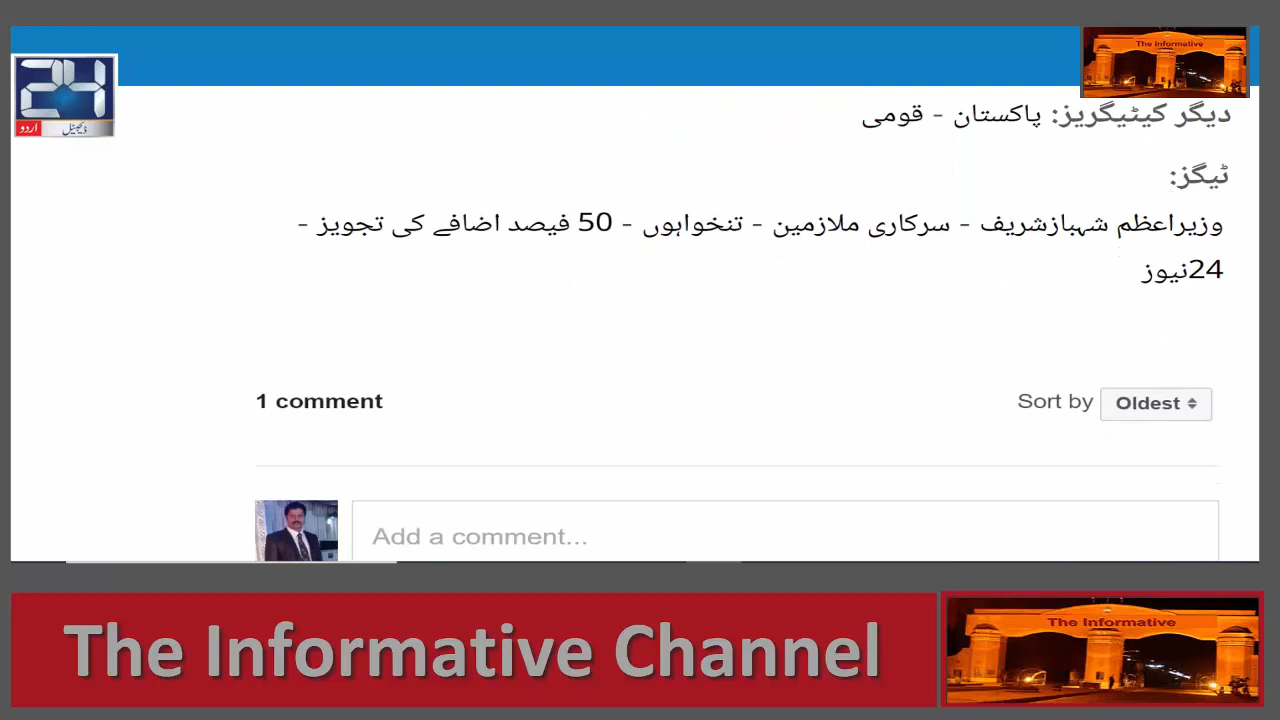 The Informative
24
اردو ڈیجیٹل
دیگر کیٹیگریز: پاکستان - قومی
ٹیگز:
وزیراعظم شہبازشریف - سرکاری ملازمین - تنخواہوں - 50 فیصد اضافے کی تجویز -
24نیوز
1 comment
Sort by Oldest
Add a comment...
The Informative Channel
The Informative